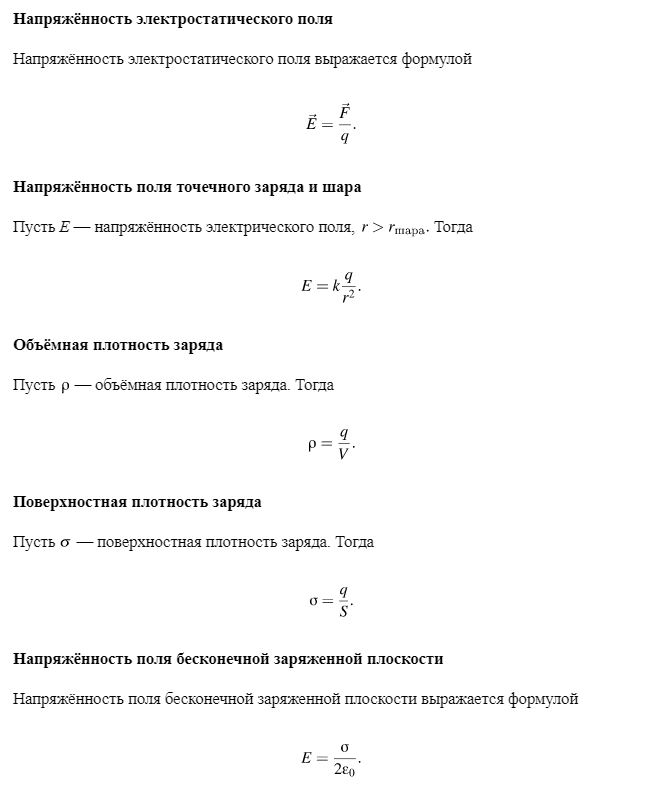 Напряжённость электростатического поля
Напряжённость электростатического поля выражается формулой
$\vec{E} = \frac{\vec{F}}{q}.$
Напряжённость поля точечного заряда и шара
Пусть E — напряжённость электрического поля, $r > r_{\text{шара}}$. Тогда
$E = k\frac{q}{r^2}.$
Объёмная плотность заряда
Пусть ρ — объёмная плотность заряда. Тогда
$\rho = \frac{q}{V}.$
Поверхностная плотность заряда
Пусть σ — поверхностная плотность заряда. Тогда
$\sigma = \frac{q}{S}.$
Напряжённость поля бесконечной заряженной плоскости
Напряжённость поля бесконечной заряженной плоскости выражается формулой
$E = \frac{\sigma}{2\varepsilon_0}.$